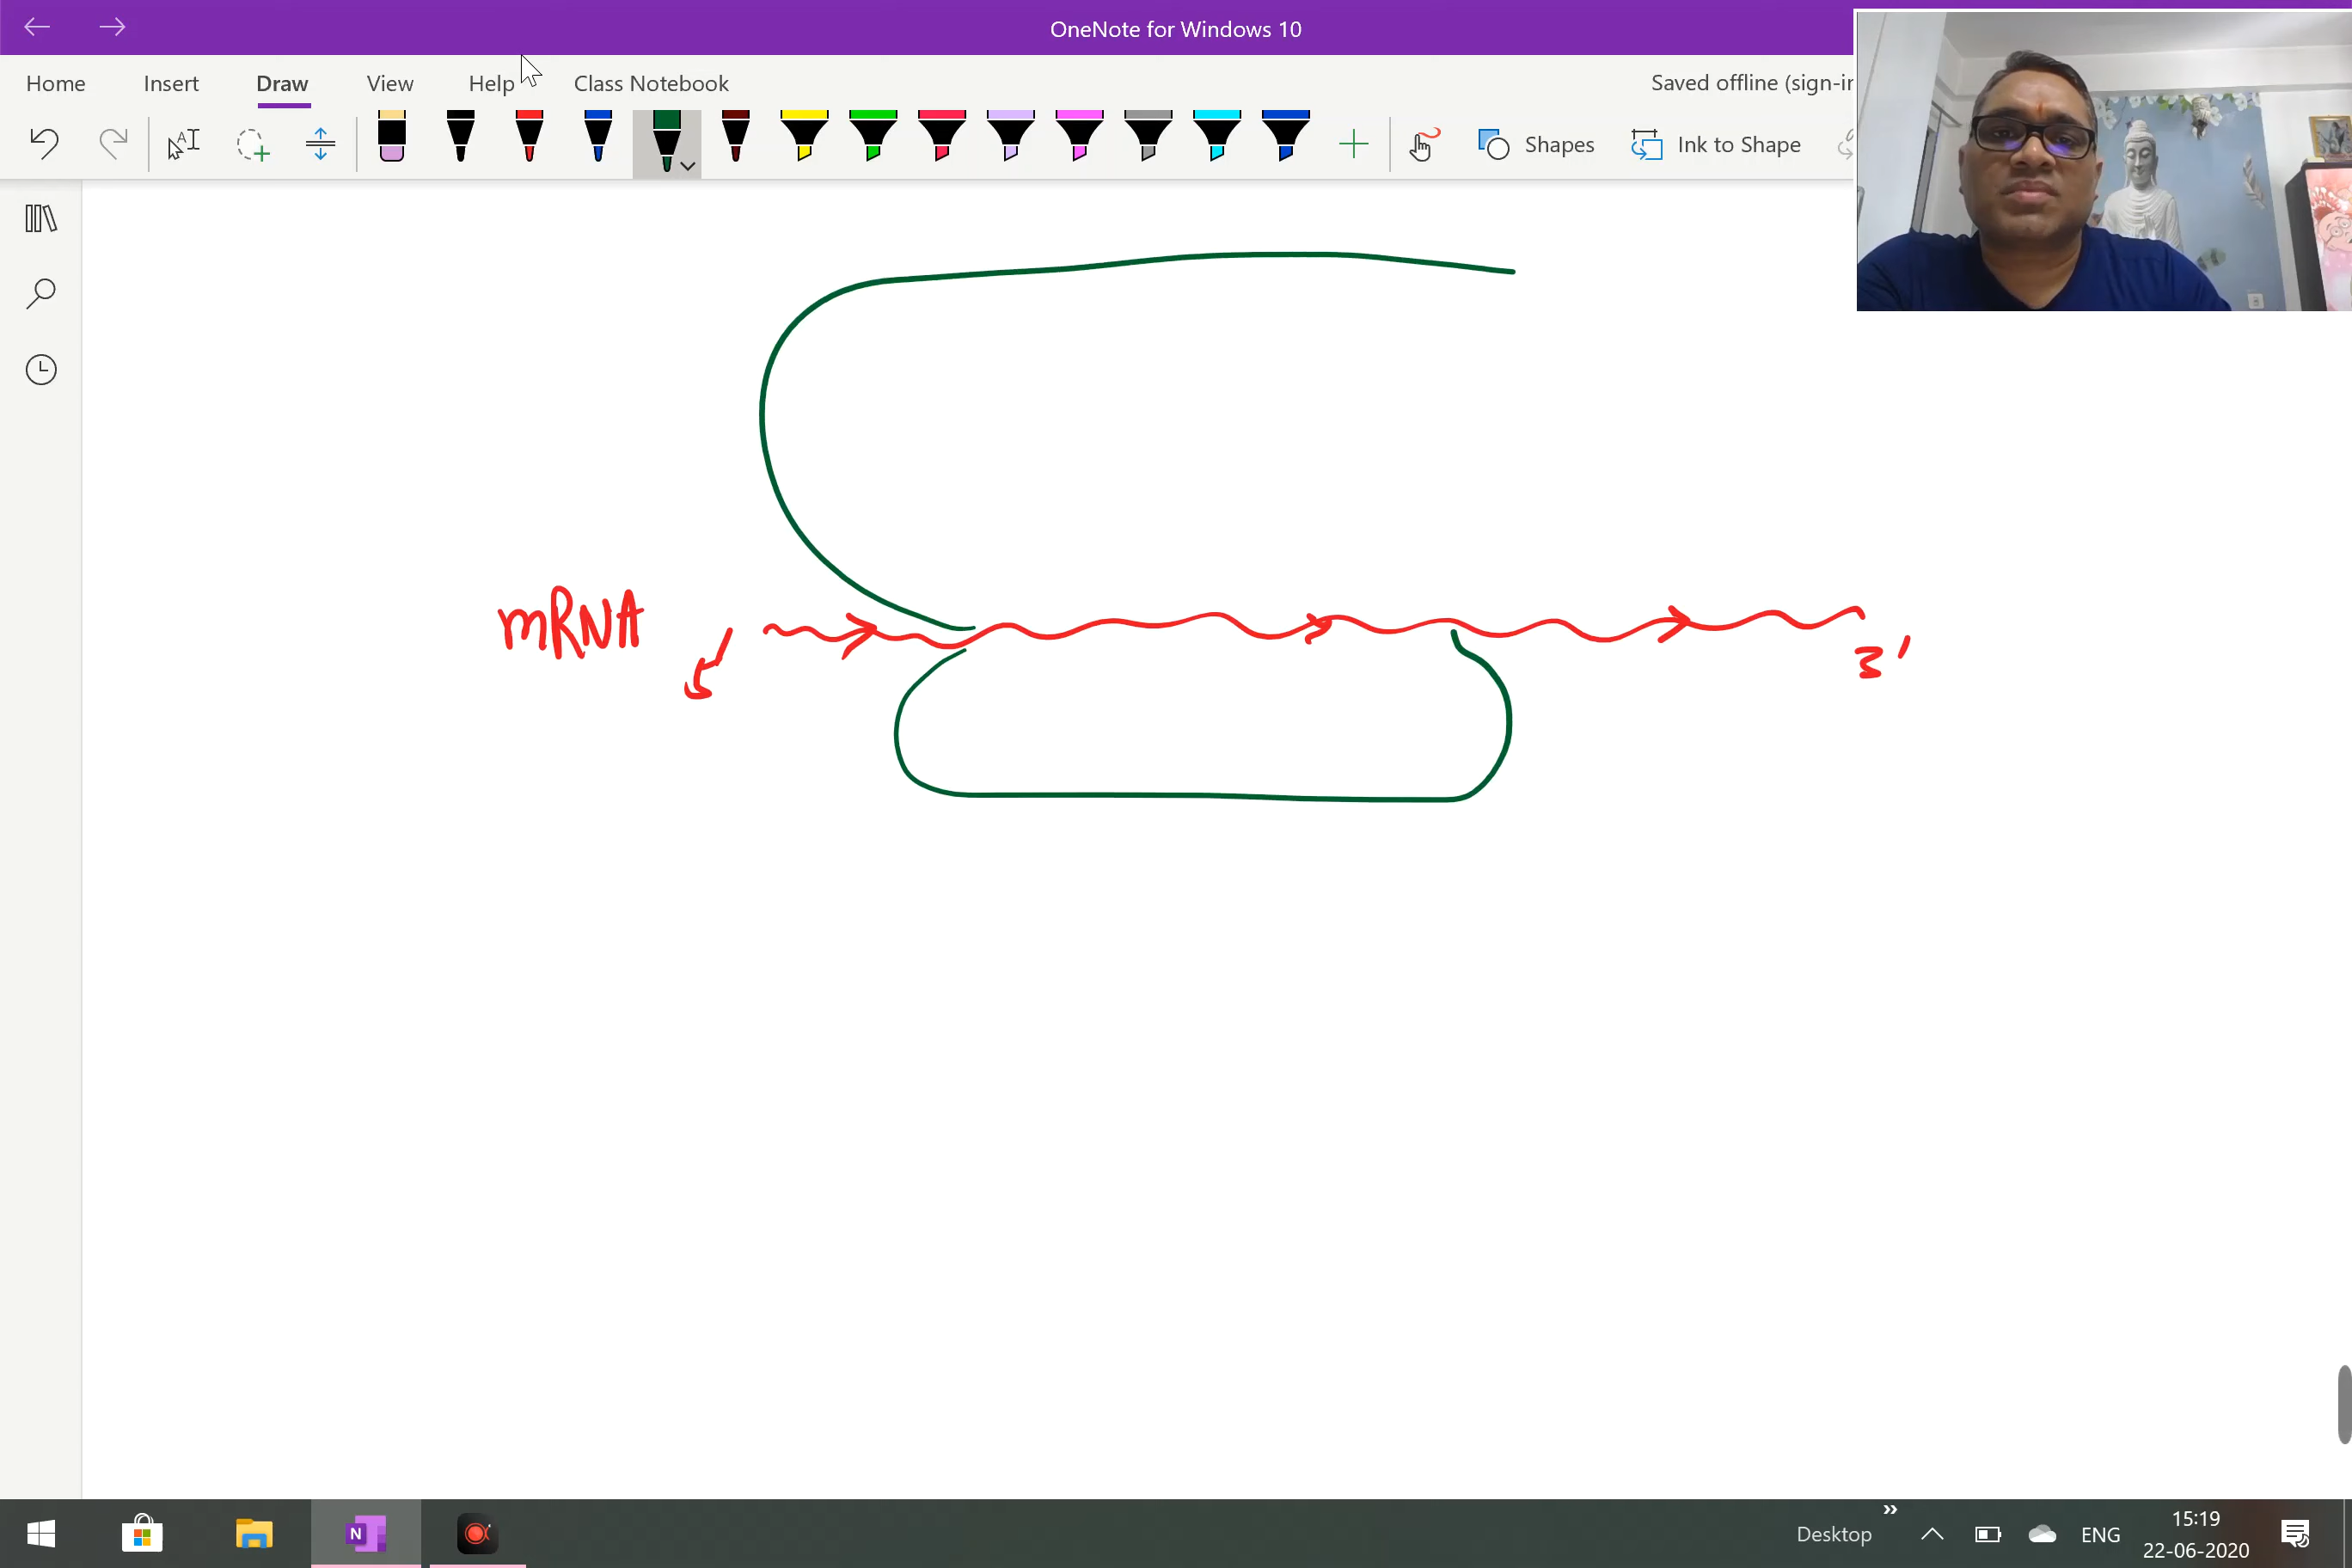 OneNote for Windows 10
Home Insert Draw View Help Class Notebook
Saved offline (sign-in
Shapes Ink to Shape
mRNA
5' 3'
Desktop ENG 15:19
22-06-2020